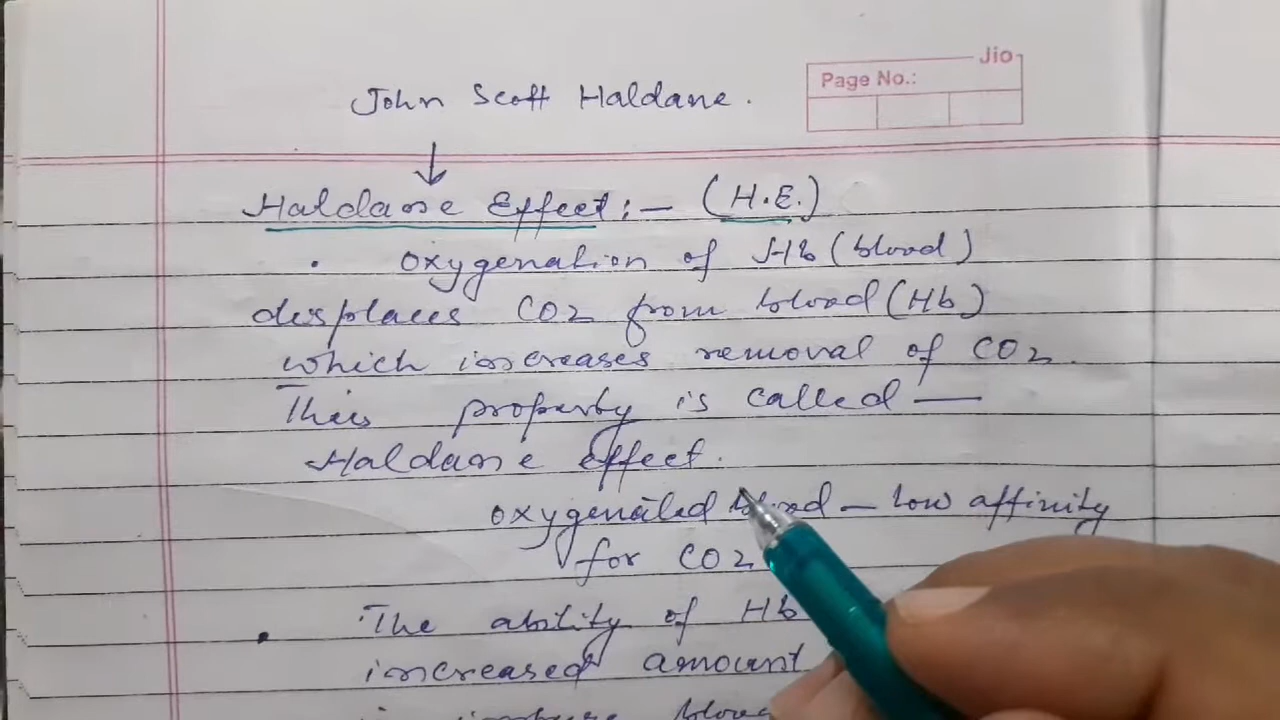 Jio
Page No.:
John Scott Haldane.
Haldane Effect :- (H.E.)
. Oxygenation of Hb (blood)
displaces CO2 from blood (Hb)
which increases removal of CO2.
This property is called —
Haldane effect.
Oxygenated blood - low affinity
for CO2
. The ability of Hb
increased amount